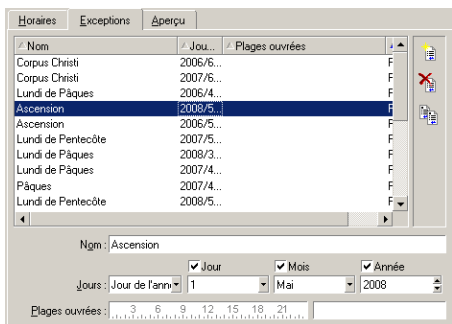 Horaires Exceptions Aperçu
Nom Jou... Plages ouvrées
Corpus Christi 2006/6... F
Corpus Christi 2007/6... F
Lundi de Pâques 2006/4... F
Ascension 2008/5... F
Ascension 2006/5... F
Lundi de Pentecôte 2007/5... F
Lundi de Pâques 2008/3... F
Lundi de Pâques 2007/4... F
Pâques 2007/4... F
Lundi de Pentecôte 2008/5... F
Nom : Ascension
Jour Mois Année
Jours : Jour de l'anné 1 Mai 2008
Plages ouvrées : 3 6 9 12 15 18 21